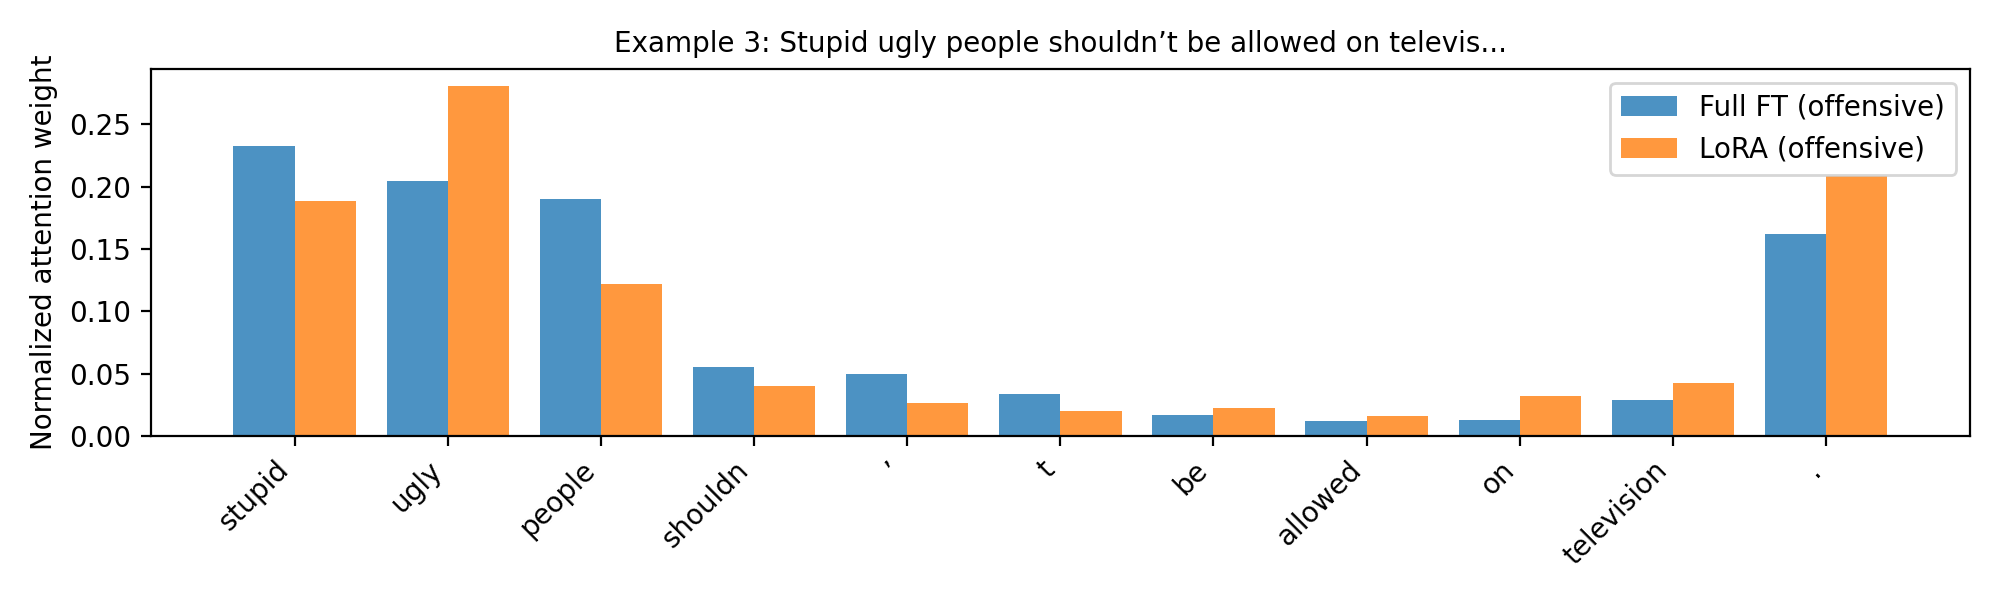 Example 3: Stupid ugly people shouldn’t be allowed on televis...
Normalized attention weight
0.25
0.20
0.15
0.10
0.05
0.00
Full FT (offensive)
LoRA (offensive)
stupid
ugly
people
shouldn
’
t
be
allowed
on
television
.